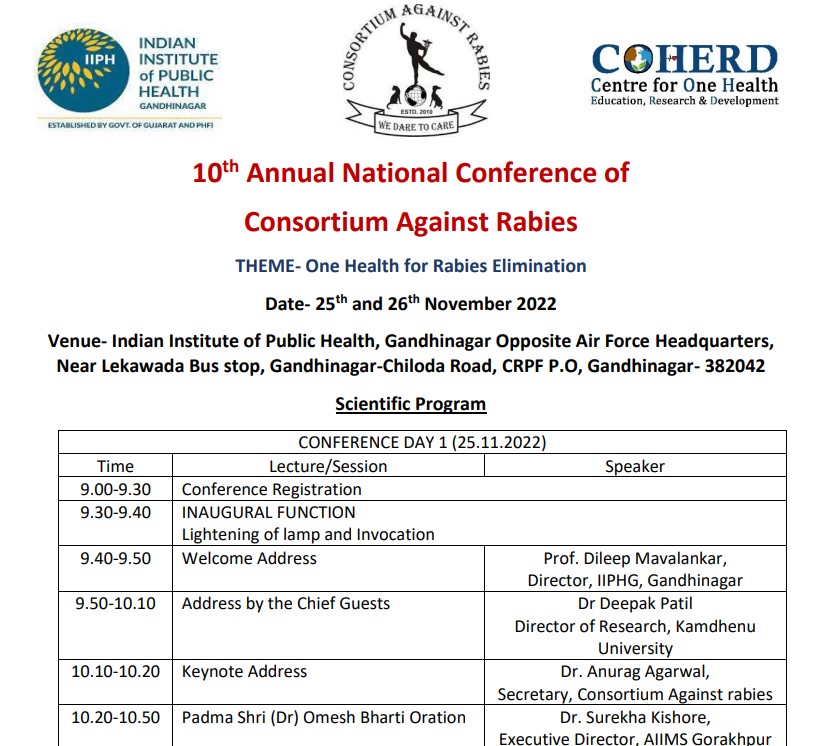 IIPH
INDIAN
INSTITUTE
of PUBLIC
HEALTH
GANDHINAGAR
ESTABLISHED BY GOVT. OF GUJARAT AND PHFI
CONSORTIUM AGAINST RABIES
ESTD. 2010
WE DARE TO CARE
COHERD
Centre for One Health
Education, Research & Development
10th Annual National Conference of
Consortium Against Rabies
THEME- One Health for Rabies Elimination
Date- 25th and 26th November 2022
Venue- Indian Institute of Public Health, Gandhinagar Opposite Air Force Headquarters,
Near Lekawada Bus stop, Gandhinagar-Chiloda Road, CRPF P.O, Gandhinagar- 382042
Scientific Program
CONFERENCE DAY 1 (25.11.2022)
Time Lecture/Session Speaker
9.00-9.30 Conference Registration
9.30-9.40 INAUGURAL FUNCTION
Lightening of lamp and Invocation
9.40-9.50 Welcome Address Prof. Dileep Mavalankar,
Director, IIPHG, Gandhinagar
9.50-10.10 Address by the Chief Guests Dr Deepak Patil
Director of Research, Kamdhenu
University
10.10-10.20 Keynote Address Dr. Anurag Agarwal,
Secretary, Consortium Against rabies
10.20-10.50 Padma Shri (Dr) Omesh Bharti Oration Dr. Surekha Kishore,
Executive Director, AIIMS Gorakhpur